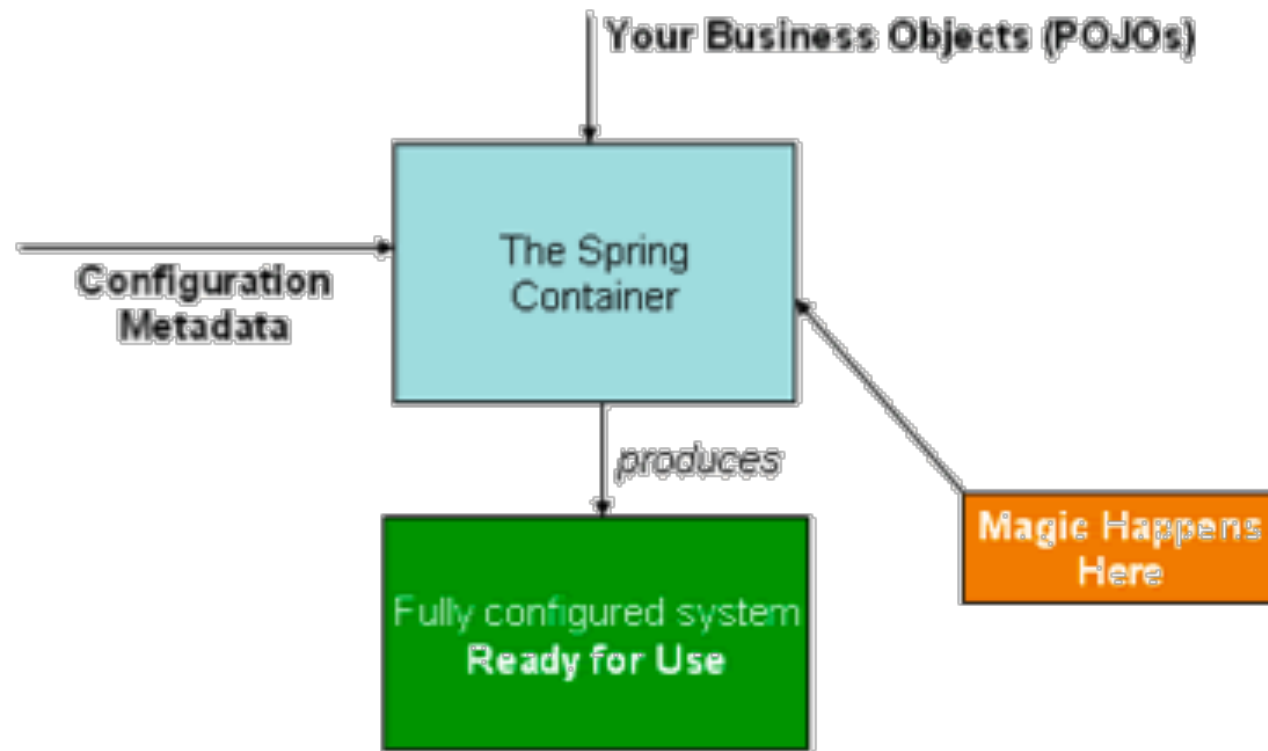 Your Business Objects (POJOs)
The Spring
Container
Configuration
Metadata
produces
Magic Happens
Here
Fully configured system
Ready for Use